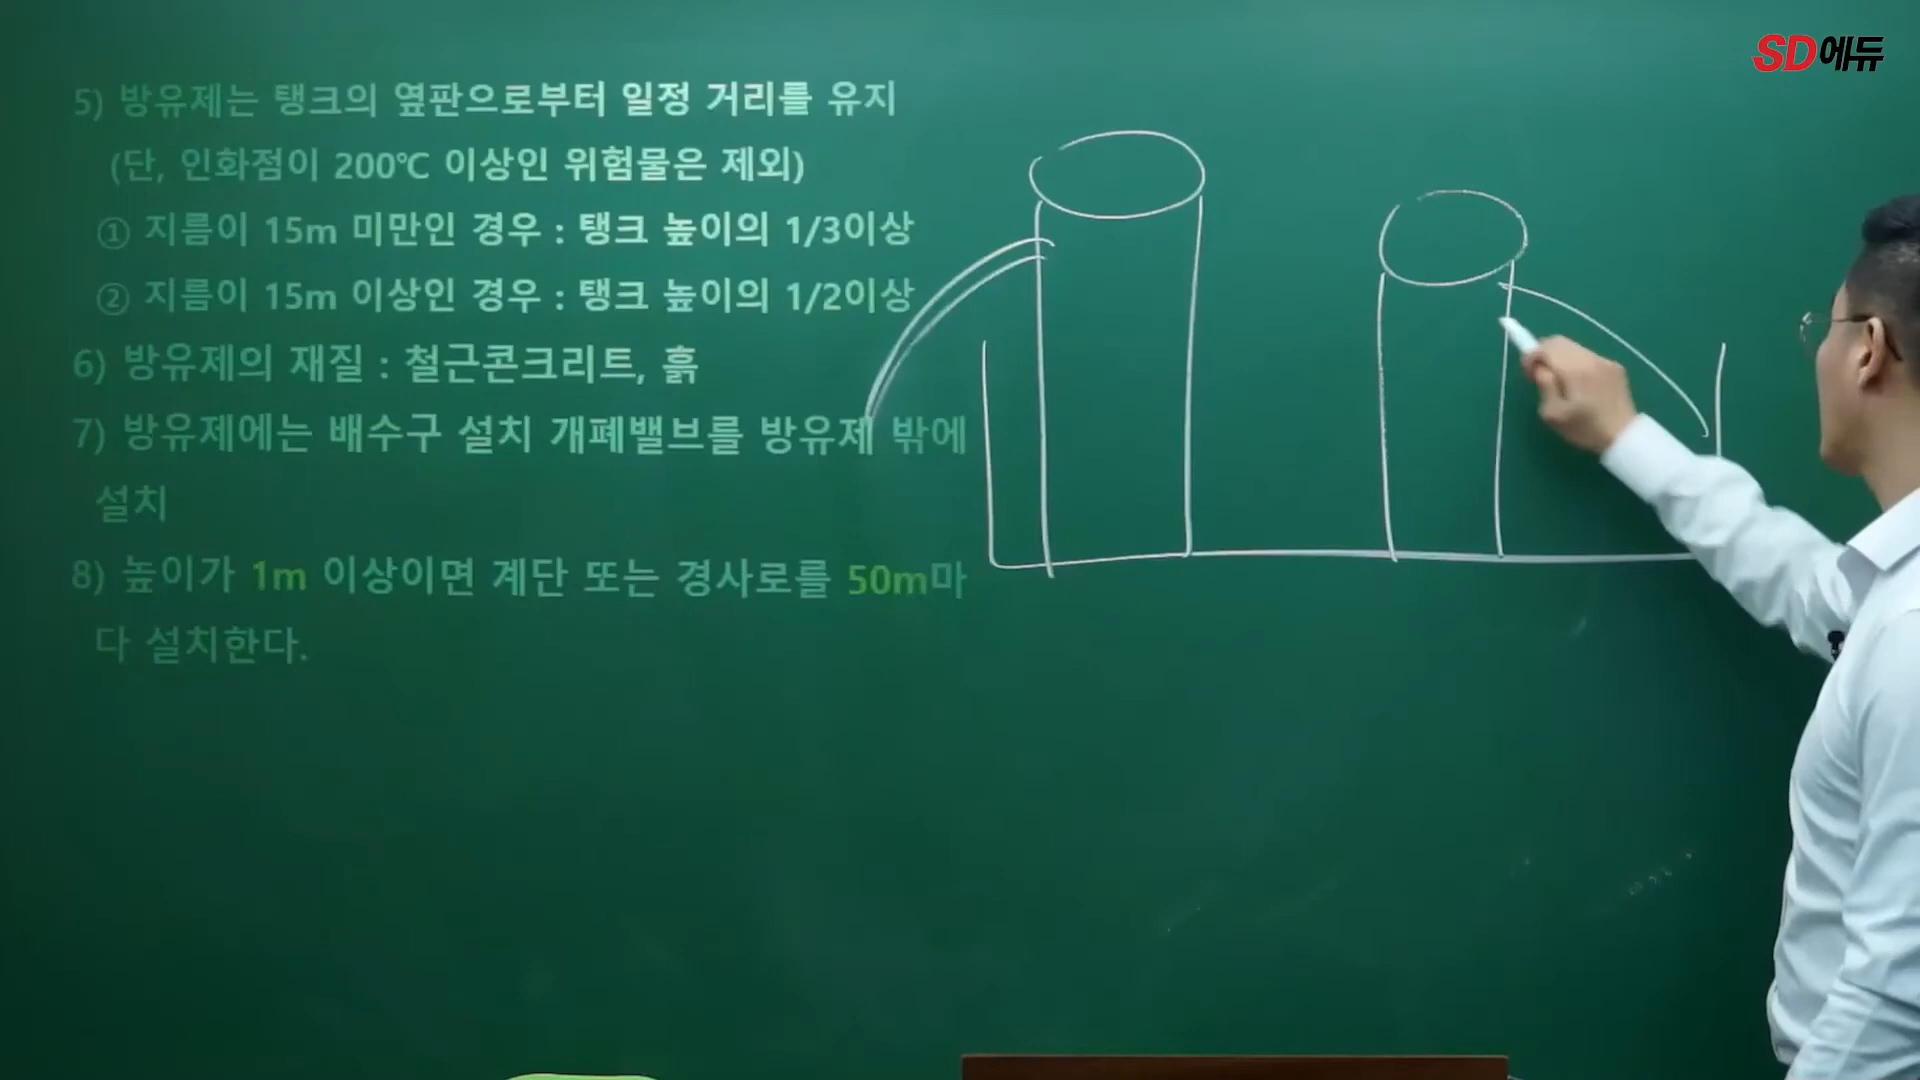 SD에듀
5) 방유제는 탱크의 옆판으로부터 일정 거리를 유지
(단, 인화점이 200℃ 이상인 위험물은 제외)
① 지름이 15m 미만인 경우 : 탱크 높이의 1/3이상
② 지름이 15m 이상인 경우 : 탱크 높이의 1/2이상
6) 방유제의 재질 : 철근콘크리트, 흙
7) 방유제에는 배수구 설치 개폐밸브를 방유제 밖에
설치
8) 높이가 1m 이상이면 계단 또는 경사로를 50m마
다 설치한다.